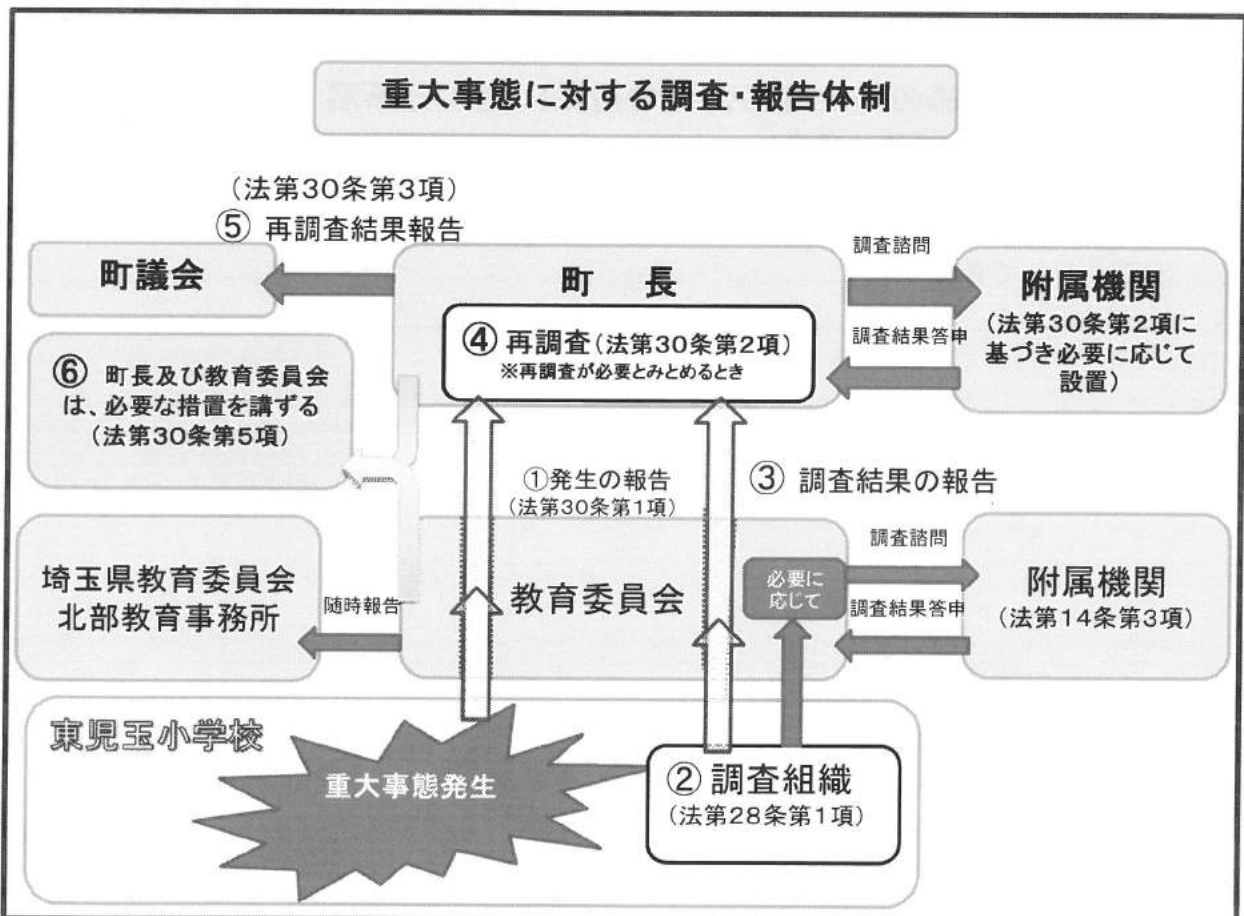 重大事態に対する調査・報告体制
(法第30条第3項)
⑤ 再調査結果報告
町議会
町 長
調査諮問
調査結果答申
附属機関
(法第30条第2項に
基づき必要に応じて
設置)
④ 再調査(法第30条第2項)
※再調査が必要とみとめるとき
⑥ 町長及び教育委員会
は、必要な措置を講ずる
(法第30条第5項)
①発生の報告
(法第30条第1項)
③ 調査結果の報告
埼玉県教育委員会
北部教育事務所
随時報告
教育委員会
必要に
応じて
調査諮問
調査結果答申
附属機関
(法第14条第3項)
東児玉小学校
重大事態発生
②調査組織
(法第28条第1項)